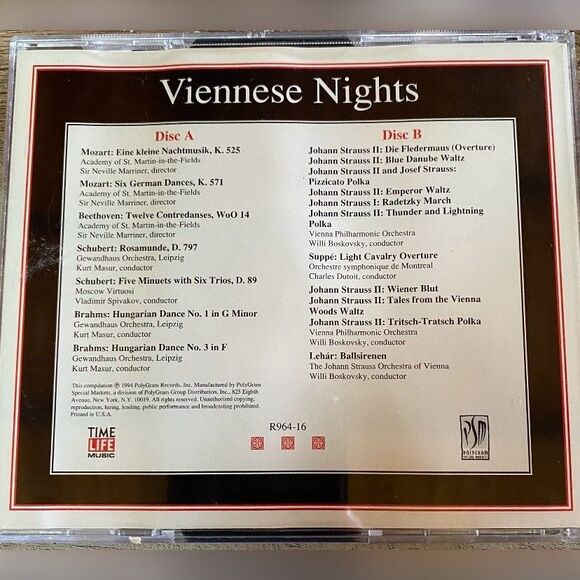 Viennese Nights
Disc A
Mozart: Eine kleine Nachtmusik, K. 525
Academy of St. Martin-in-the-Fields
Sir Neville Marriner, director
Mozart: Six German Dances, K. 571
Academy of St. Martin-in-the-Fields
Sir Neville Marriner, director
Beethoven: Twelve Contredanses, WoO 14
Academy of St. Martin-in-the-Fields
Sir Neville Marriner, director
Schubert: Rosamunde, D. 797
Gewandhaus Orchestra, Leipzig
Kurt Masur, conductor
Schubert: Five Minuets with Six Trios, D. 89
Moscow Virtuosi
Vladimir Spivakov, conductor
Brahms: Hungarian Dance No. 1 in G Minor
Gewandhaus Orchestra, Leipzig
Kurt Masur, conductor
Brahms: Hungarian Dance No. 3 in F
Gewandhaus Orchestra, Leipzig
Kurt Masur, conductor
This compilation ℗ 1994 PolyGram Records, Inc. Manufactured by PolyGram
Special Markets, a division of PolyGram Group Distribution, Inc., 825 Eighth
Avenue, New York, N.Y. 10019. All rights reserved. Unauthorized copying,
reproduction, hiring, lending, public performance and broadcasting prohibited.
Printed in U.S.A.
TIME
LIFE
MUSIC
R964-16
Disc B
Johann Strauss II: Die Fledermaus (Overture)
Johann Strauss II: Blue Danube Waltz
Johann Strauss II and Josef Strauss:
Pizzicato Polka
Johann Strauss II: Emperor Waltz
Johann Strauss I: Radetzky March
Johann Strauss II: Thunder and Lightning
Polka
Vienna Philharmonic Orchestra
Willi Boskovsky, conductor
Suppé: Light Cavalry Overture
Orchestre symphonique de Montreal
Charles Dutoit, conductor
Johann Strauss II: Wiener Blut
Johann Strauss II: Tales from the Vienna
Woods Waltz
Johann Strauss II: Tritsch-Tratsch Polka
Vienna Philharmonic Orchestra
Willi Boskovsky, conductor
Lehár: Ballsirenen
The Johann Strauss Orchestra of Vienna
Willi Boskovsky, conductor
PSM
POLYGRAM
SPECIAL MARKETS